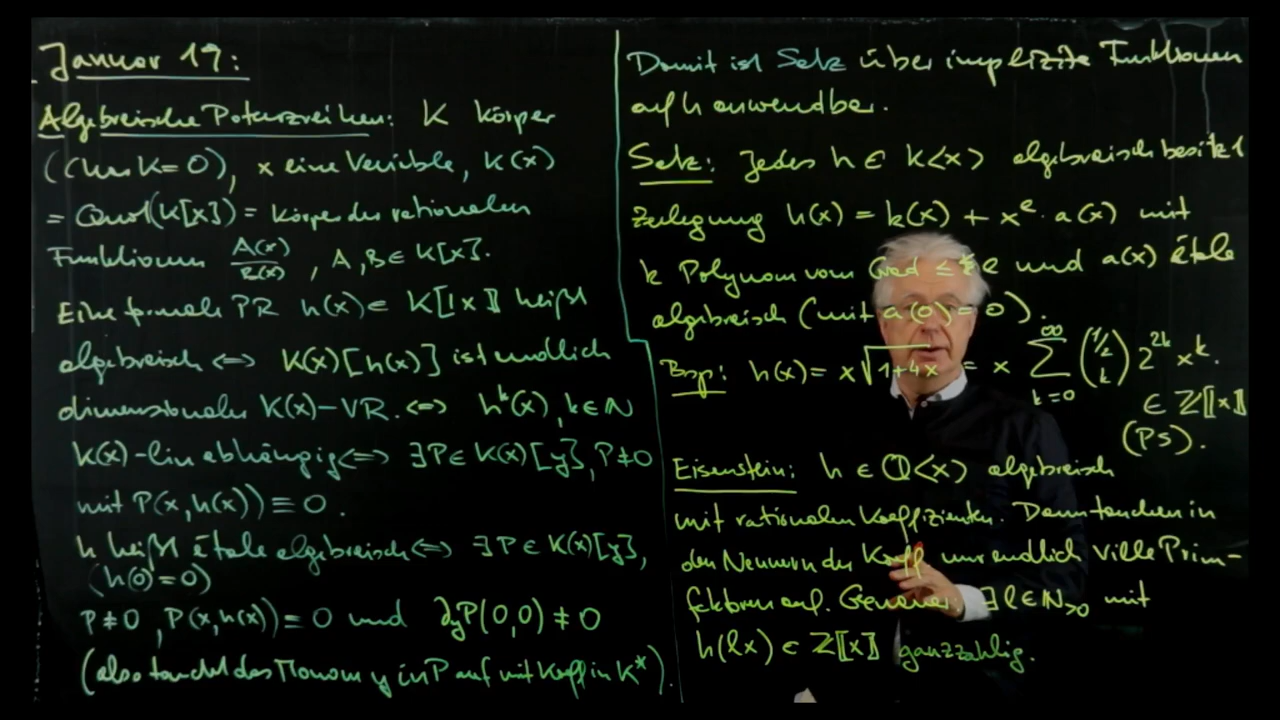 Januar 19:
Algebraische Potenzreihen: K Körper
(Char K = 0), x eine Variable, K(x)
= Quot(K[x]) = Körper der rationalen
Funktionen A(x)/B(x), A, B ∈ K[x].
Eine formale PR h(x) ∈ K[[x]] heißt
algebraisch ⟺ K(x)[h(x)] ist endlich
dimensionaler K(x)-VR. ⟺ h^k(x), k ∈ ℕ
K(x)-lin abhängig ⟺ ∃ P ∈ K(x)[y], P ≠ 0
mit P(x, h(x)) ≡ 0.
h heißt étale algebraisch ⟺ ∃ P ∈ K(x)[y],
(h(0) = 0)
P ≠ 0, P(x, h(x)) = 0 und ∂yP(0,0) ≠ 0
(also taucht das Monom y in P auf mit Koeff in K*).
Damit ist Satz über implizite Funktionen
auf h anwendbar.
Satz: Jedes h ∈ K<x> algebraisch besitzt
Zerlegung h(x) = k(x) + x^e · a(x) mit
k Polynom vom Grad ≤ e und a(x) étale
algebraisch (mit a(0) = 0).
Bsp: h(x) = x√(1+4x) = x ∑_{k=0}^{∞} (1/2 k) 2^{2k} x^k.
∈ ℤ[[x]]
(PS).
Eisenstein: h ∈ ℚ<x> algebraisch
mit rationalen Koeffizienten. Dann tauchen in
den Nennern der Koeff nur endlich viele Prim-
faktoren auf. Genauer: ∃ l ∈ ℕ_{>0} mit
h(lx) ∈ ℤ[[x]] ganzzahlig.